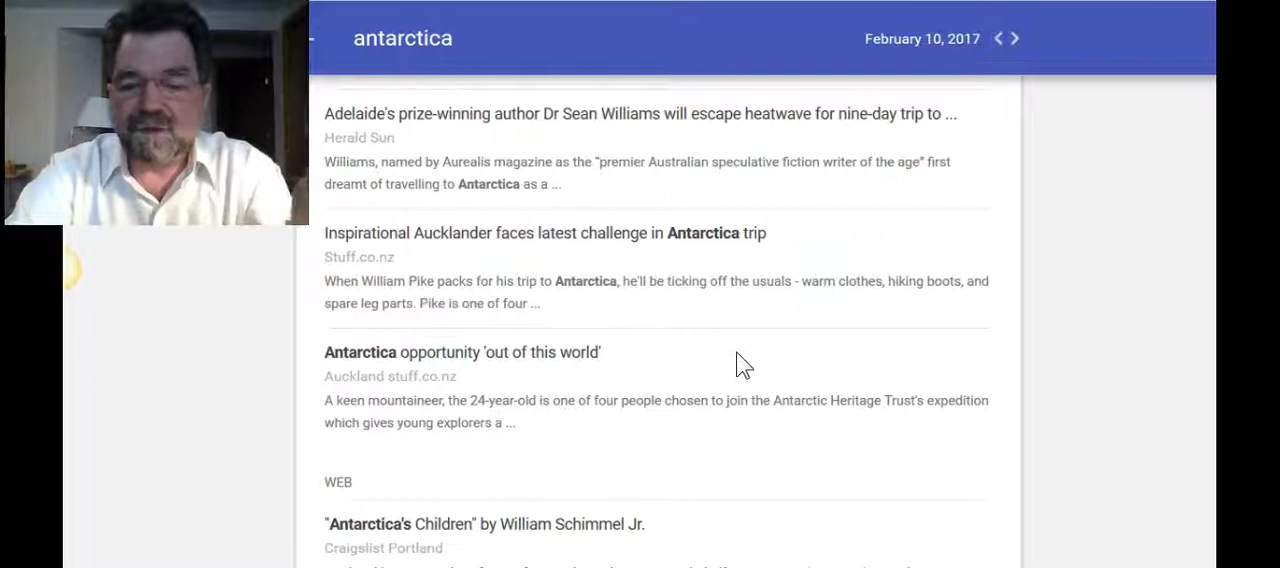 antarctica
February 10, 2017
Adelaide's prize-winning author Dr Sean Williams will escape heatwave for nine-day trip to ...
Herald Sun
Williams, named by Aurealis magazine as the "premier Australian speculative fiction writer of the age" first
dreamt of travelling to Antarctica as a ...
Inspirational Aucklander faces latest challenge in Antarctica trip
Stuff.co.nz
When William Pike packs for his trip to Antarctica, he'll be ticking off the usuals - warm clothes, hiking boots, and
spare leg parts. Pike is one of four ...
Antarctica opportunity 'out of this world'
Auckland stuff.co.nz
A keen mountaineer, the 24-year-old is one of four people chosen to join the Antarctic Heritage Trust's expedition
which gives young explorers a ...
WEB
"Antarctica's Children" by William Schimmel Jr.
Craigslist Portland